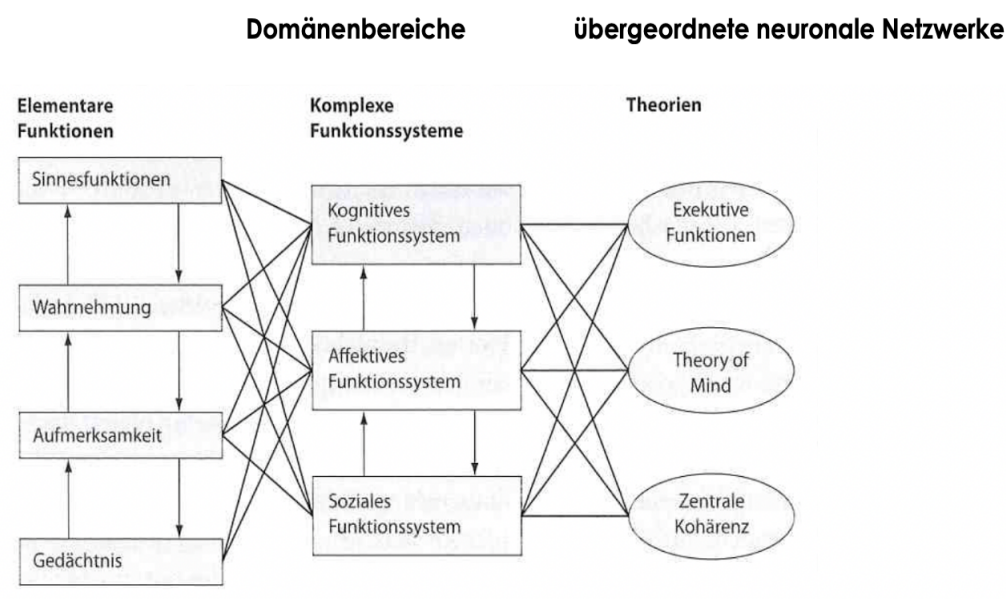 Domänenbereiche
übergeordnete neuronale Netzwerke
Elementare
Funktionen
Komplexe
Funktionssysteme
Theorien
Sinnesfunktionen
Wahrnehmung
Aufmerksamkeit
Gedächtnis
Kognitives
Funktionssystem
Affektives
Funktionssystem
Soziales
Funktionssystem
Exekutive
Funktionen
Theory of
Mind
Zentrale
Kohärenz